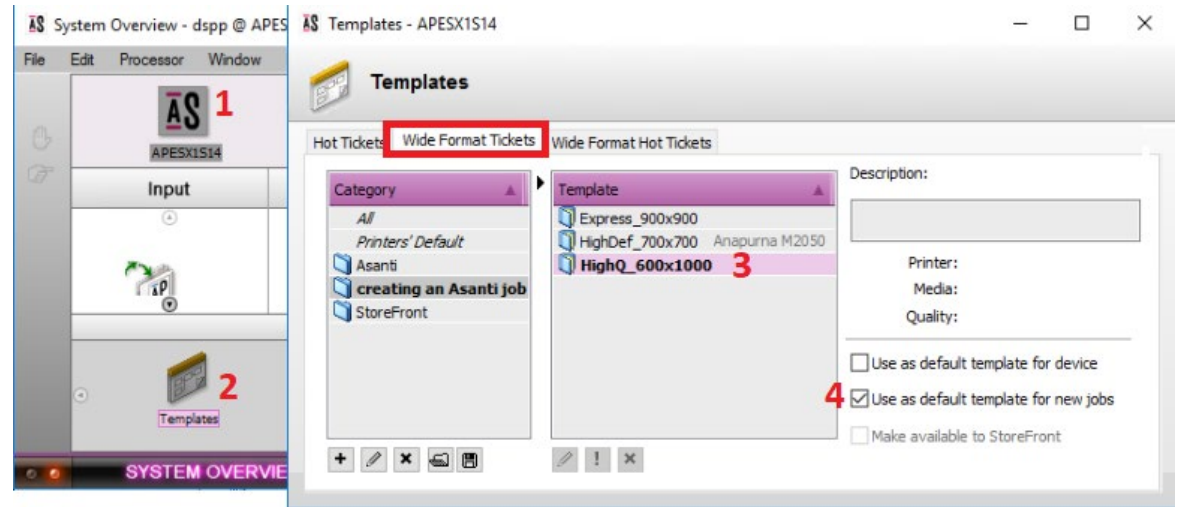 AS System Overview - dspp @ APES
File Edit Processor Window
AS 1
APESX1S14
Input
AP
2
Templates
SYSTEM OVERVIE
AS Templates - APESX1S14
Templates
Hot Tickets Wide Format Tickets Wide Format Hot Tickets
Category
All
Printers' Default
Asanti
creating an Asanti job
StoreFront
Template
Express_900x900
HighDef_700x700 Anapurna M2050
HighQ_600x1000 3
Description:
Printer:
Media:
Quality:
Use as default template for device
4 Use as default template for new jobs
Make available to StoreFront